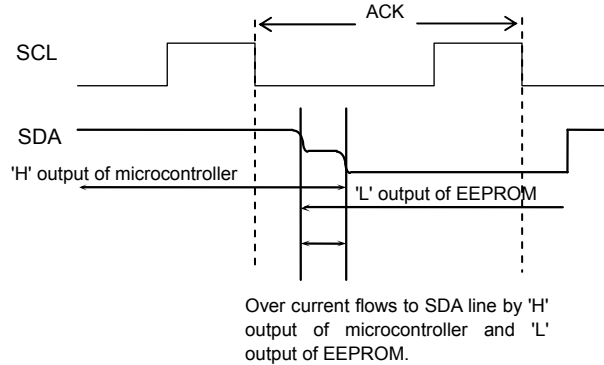 ACK
SCL
SDA
'H' output of microcontroller
'L' output of EEPROM
Over current flows to SDA line by 'H'
output of microcontroller and 'L'
output of EEPROM.